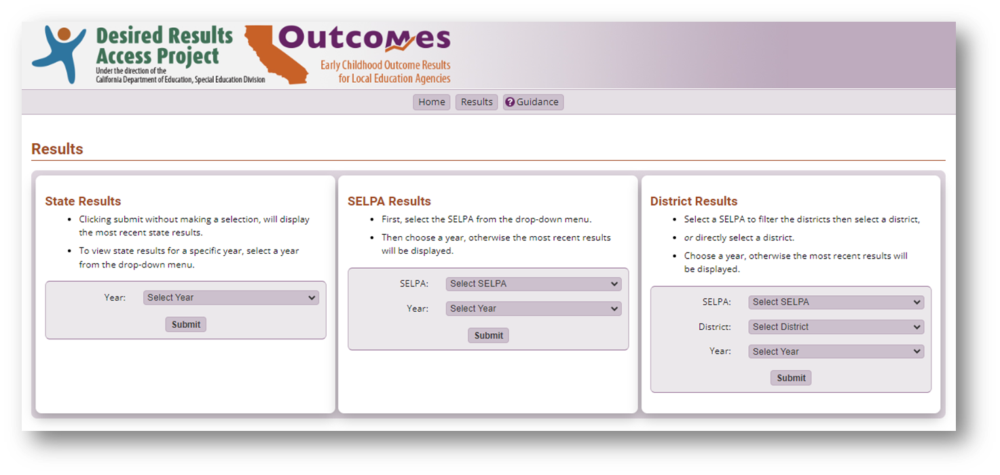 Desired Results
Access Project
Under the direction of the
California Department of Education, Special Education Division
Outcomes
Early Childhood Outcome Results
for Local Education Agencies
Home
Results
? Guidance
Results
State Results
• Clicking submit without making a selection, will display
the most recent state results.
• To view state results for a specific year, select a year
from the drop-down menu.
Year: Select Year
Submit
SELPA Results
• First, select the SELPA from the drop-down menu.
• Then choose a year, otherwise the most recent results
will be displayed.
SELPA: Select SELPA
Year: Select Year
Submit
District Results
• Select a SELPA to filter the districts then select a district,
• or directly select a district.
• Choose a year, otherwise the most recent results will
be displayed.
SELPA: Select SELPA
District: Select District
Year: Select Year
Submit